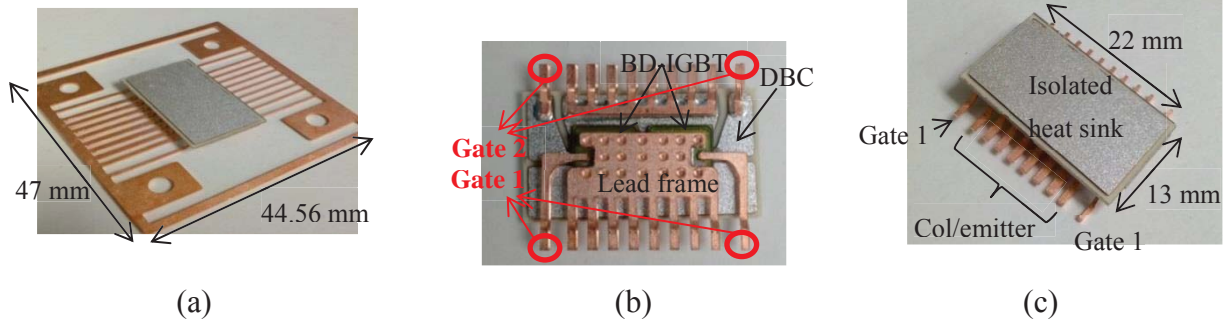 47 mm
44.56 mm
(a)
BD-IGBT
DBC
Gate 2
Gate 1
Lead frame
(b)
22 mm
Isolated
heat sink
Gate 1
13 mm
Col/emitter
Gate 1
(c)